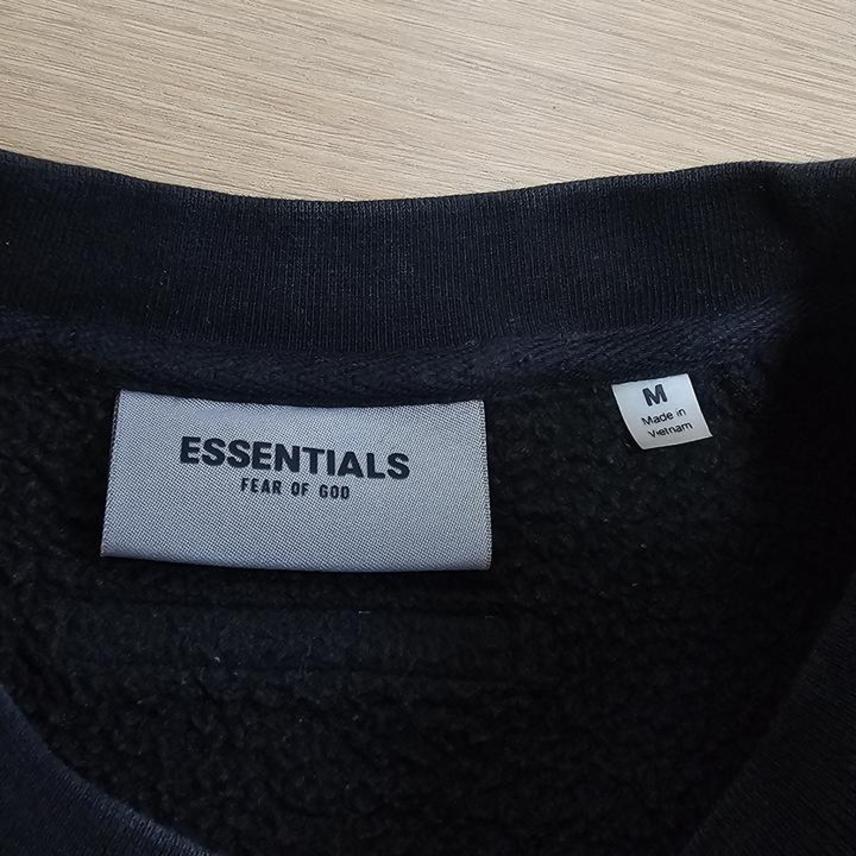 ESSENTIALS
FEAR OF GOD
M
Made in
Vietnam